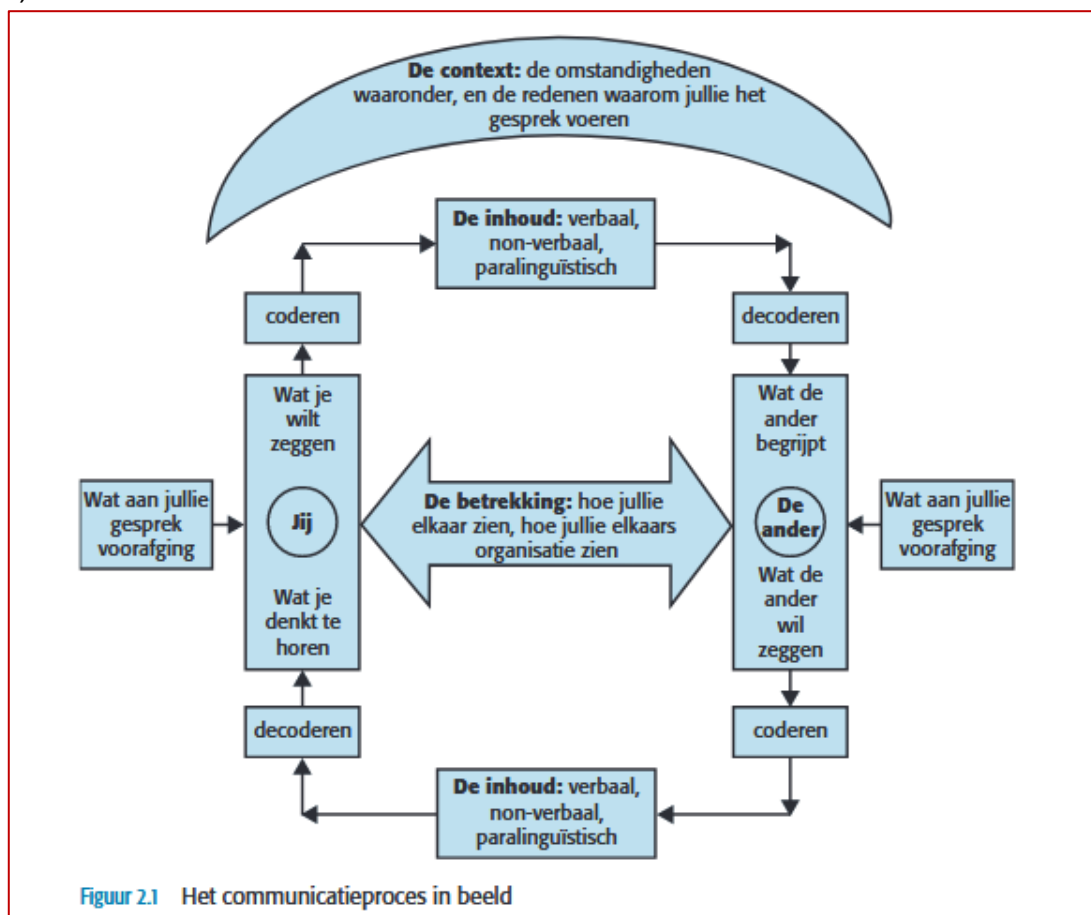 De context: de omstandigheden
waaronder, en de redenen waarom jullie het
gesprek voeren
De inhoud: verbaal,
non-verbaal,
paralinguïstisch
coderen
decoderen
Wat je
wilt
zeggen
Jij
Wat je
denkt te
horen
Wat aan jullie
gesprek
voorafging
De betrekking: hoe jullie
elkaar zien, hoe jullie elkaars
organisatie zien
Wat de
ander
begrijpt
De
ander
Wat de
ander
wil
zeggen
Wat aan jullie
gesprek
voorafging
decoderen
coderen
De inhoud: verbaal,
non-verbaal,
paralinguïstisch
Figuur 2.1 Het communicatieproces in beeld